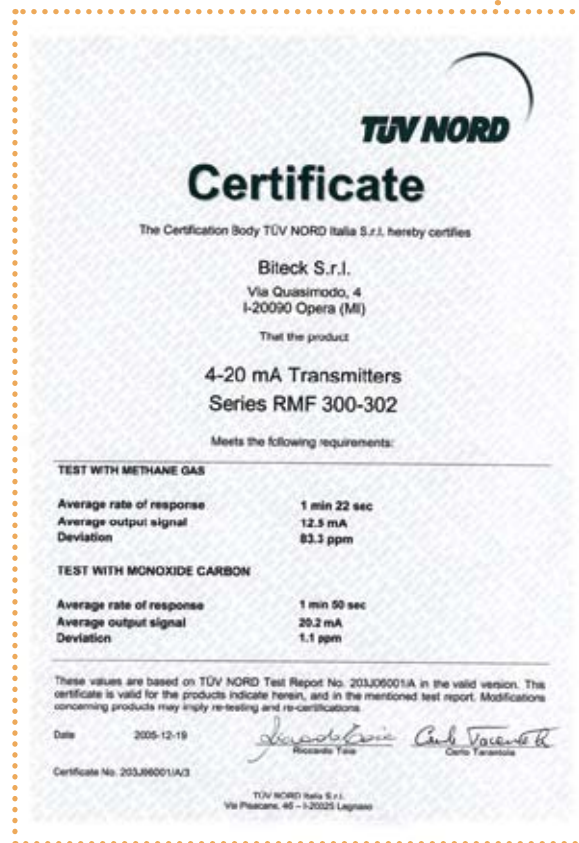 TÜV NORD
Certificate
The Certification Body TÜV NORD Italia S.r.l. hereby certifies
Biteck S.r.l.
Via Quasimodo, 4
I-20090 Opera (MI)
That the product
4-20 mA Transmitters
Series RMF 300-302
Meets the following requirements:
TEST WITH METHANE GAS
Average rate of response 1 min 22 sec
Average output signal 12.5 mA
Deviation 83.3 ppm
TEST WITH MONOXIDE CARBON
Average rate of response 1 min 50 sec
Average output signal 20.2 mA
Deviation 1.1 ppm
These values are based on TÜV NORD Test Report No. 203J06001/A in the valid version. This
certificate is valid for the products indicate herein, and in the mentioned test report. Modifications
concerning products may imply re-testing and re-certifications
Date 2005-12-19
Riccardo Carlo Tarantola
Certificate No. 203J06001/A/3
TÜV NORD Italia S.r.l.
Via Pisacane, 46 – I-20025 Legnano